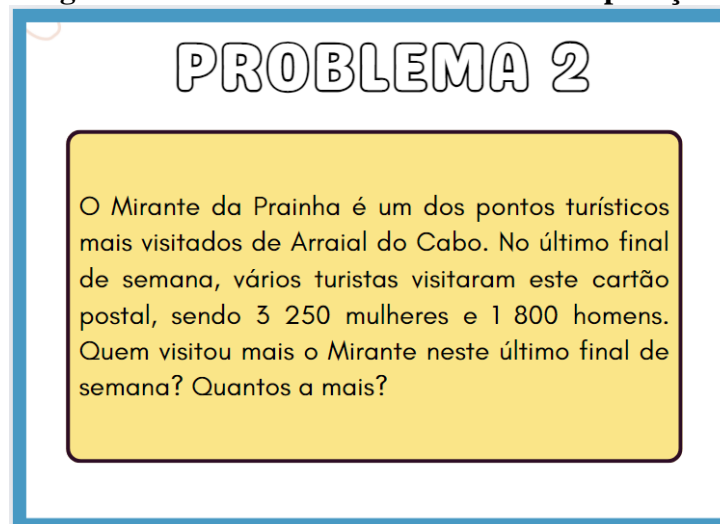 PROBLEMA 2
O Mirante da Prainha é um dos pontos turísticos
mais visitados de Arraial do Cabo. No último final
de semana, vários turistas visitaram este cartão
postal, sendo 3 250 mulheres e 1 800 homens.
Quem visitou mais o Mirante neste último final de
semana? Quantos a mais?